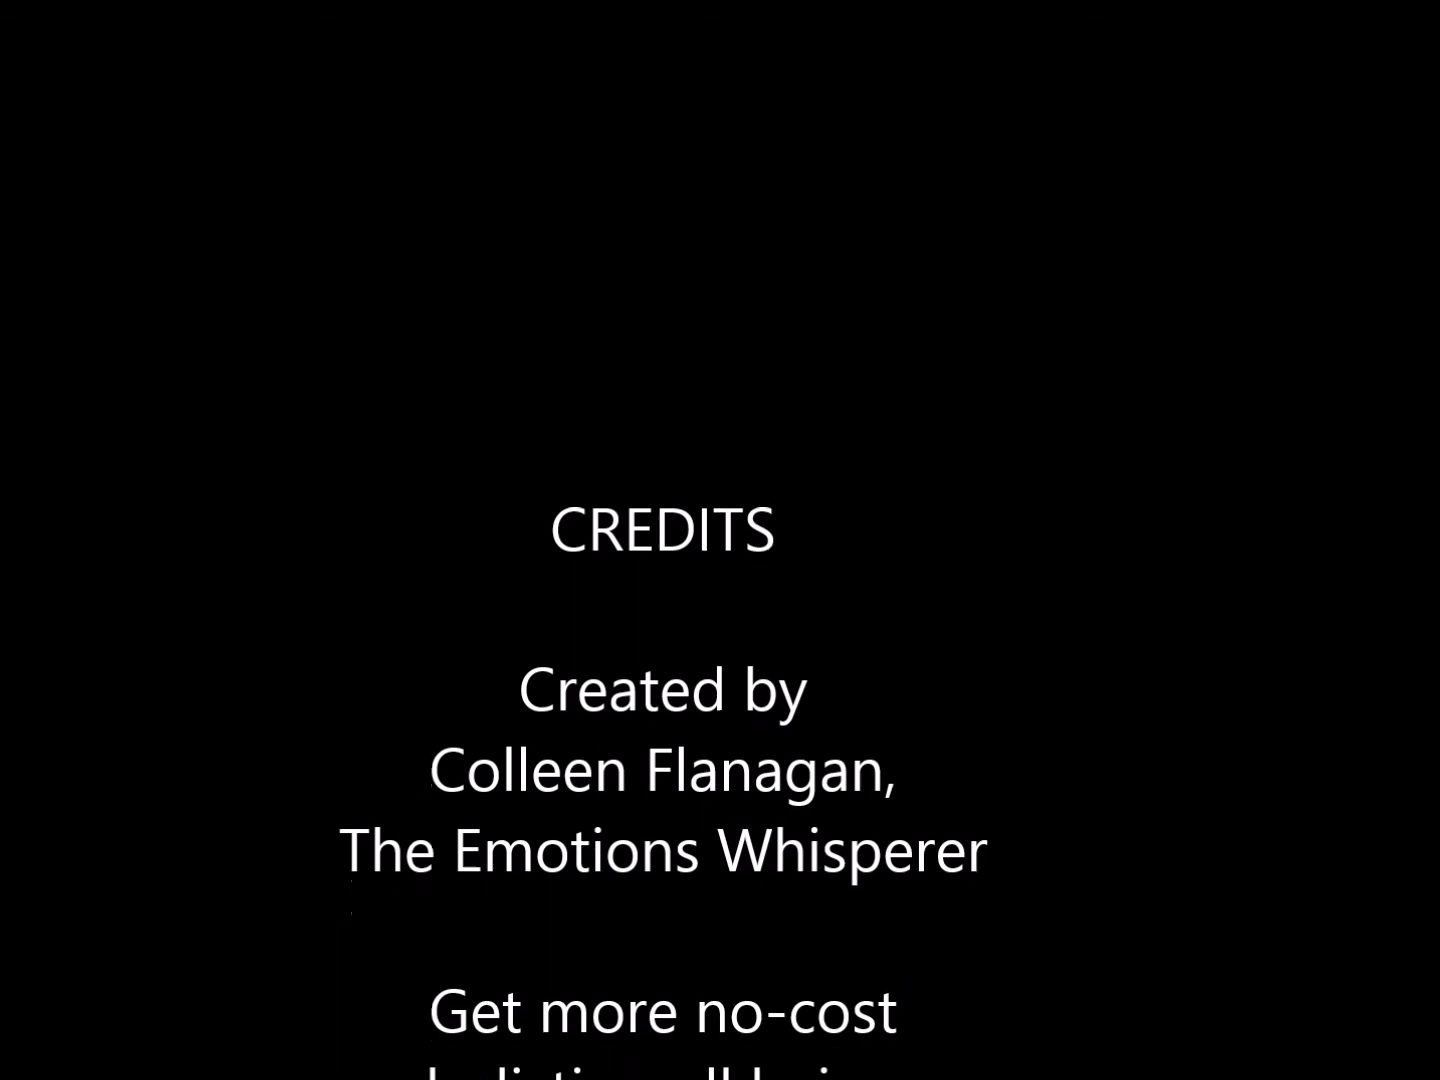 CREDITS
Created by
Colleen Flanagan,
The Emotions Whisperer
Get more no-cost